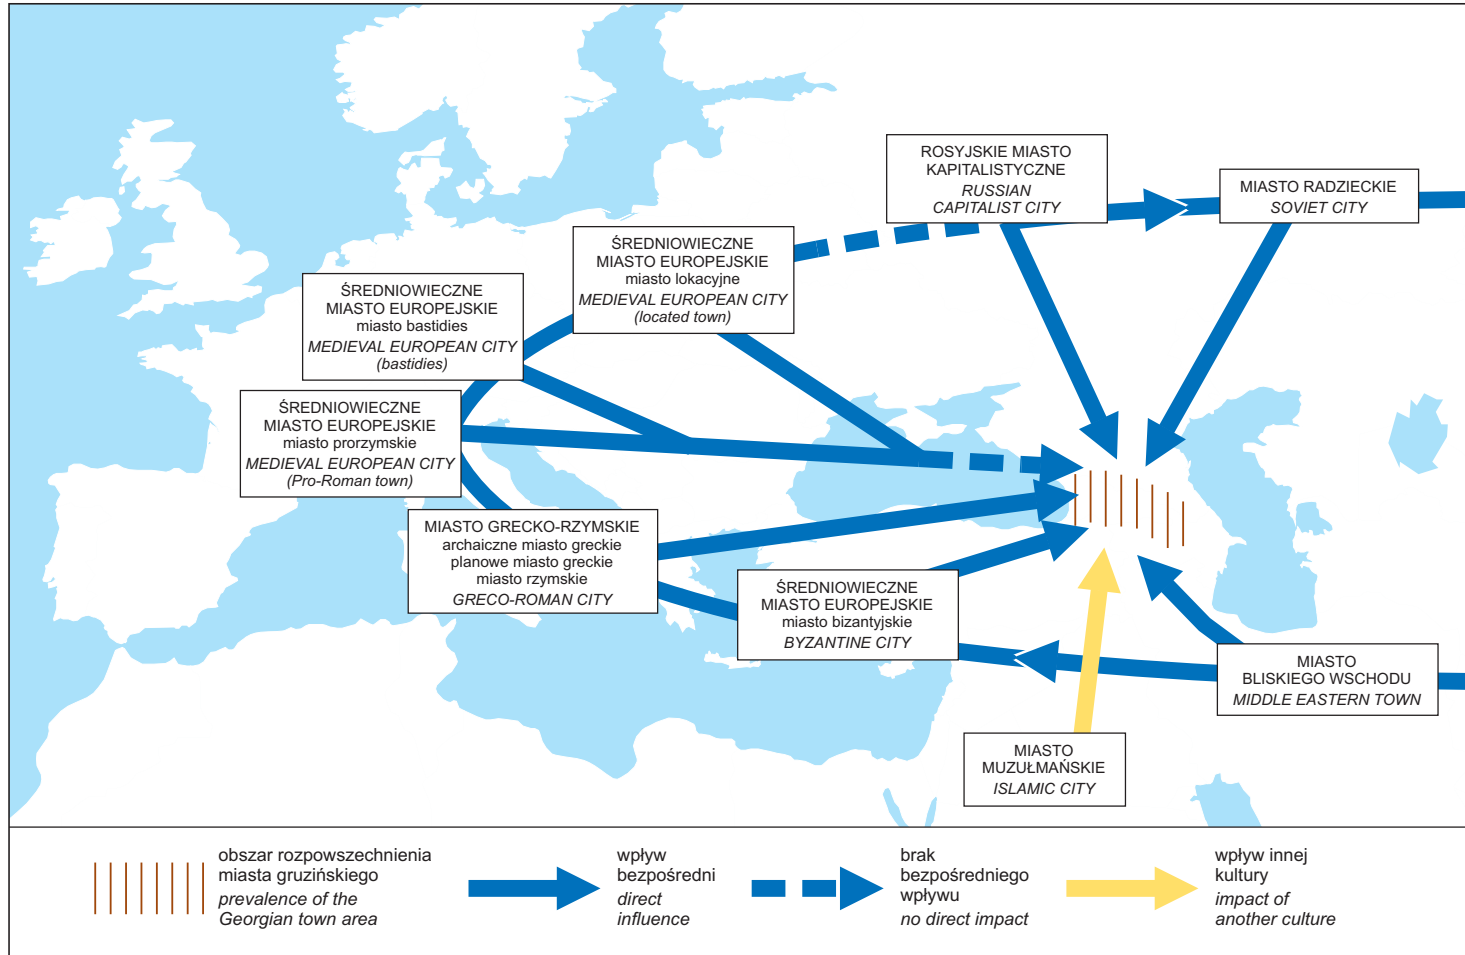 ROSYJSKIE MIASTO
KAPITALISTYCZNE
RUSSIAN
CAPITALIST CITY
MIASTO RADZIECKIE
SOVIET CITY
ŚREDNIOWIECZNE
MIASTO EUROPEJSKIE
miasto lokacyjne
MEDIEVAL EUROPEAN CITY
(located town)
ŚREDNIOWIECZNE
MIASTO EUROPEJSKIE
miasto bastidies
MEDIEVAL EUROPEAN CITY
(bastidies)
ŚREDNIOWIECZNE
MIASTO EUROPEJSKIE
miasto prorzymskie
MEDIEVAL EUROPEAN CITY
(Pro-Roman town)
MIASTO GRECKO-RZYMSKIE
archaiczne miasto greckie
planowe miasto greckie
miasto rzymskie
GRECO-ROMAN CITY
ŚREDNIOWIECZNE
MIASTO EUROPEJSKIE
miasto bizantyjskie
BYZANTINE CITY
MIASTO
BLISKIEGO WSCHODU
MIDDLE EASTERN TOWN
MIASTO
MUZUŁMAŃSKIE
ISLAMIC CITY
obszar rozpowszechnienia
miasta gruzińskiego
prevalence of the
Georgian town area
wpływ
bezpośredni
direct
influence
brak
bezpośredniego
wpływu
no direct impact
wpływ innej
kultury
impact of
another culture